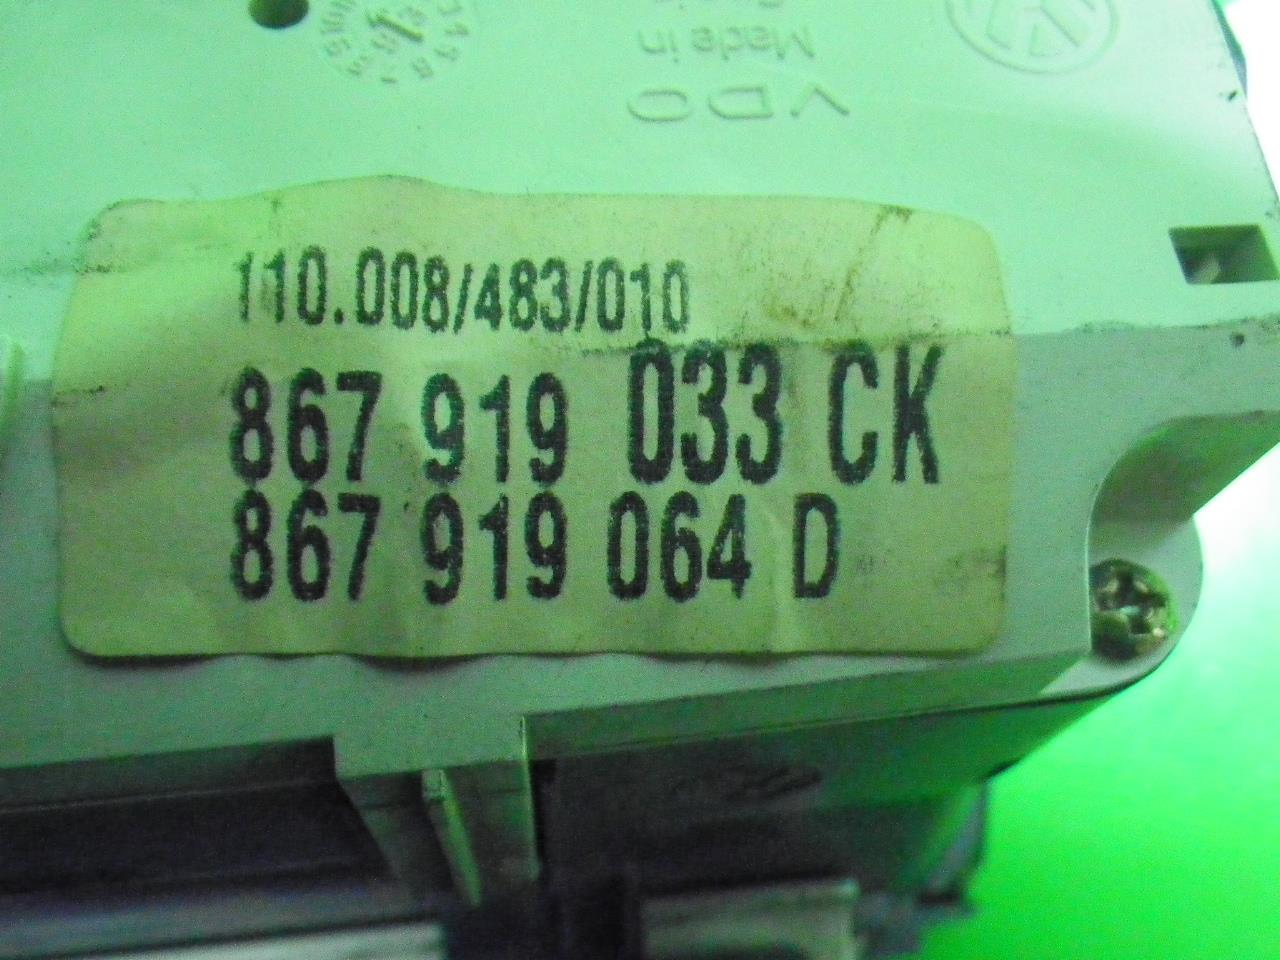 110.008/483/010
867 919 033 CK
867 919 064 D
VDO
Made in